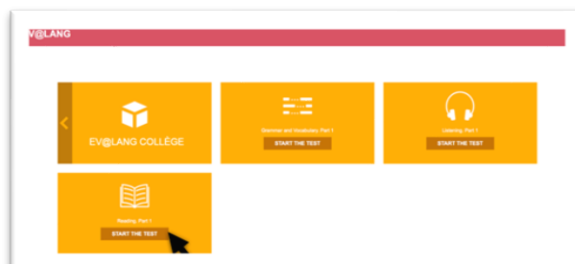 EV@LANG
EV@LANG COLLÈGE
Grammar and Vocabulary, Part 1
START THE TEST
Listening, Part 1
START THE TEST
Reading, Part 1
START THE TEST